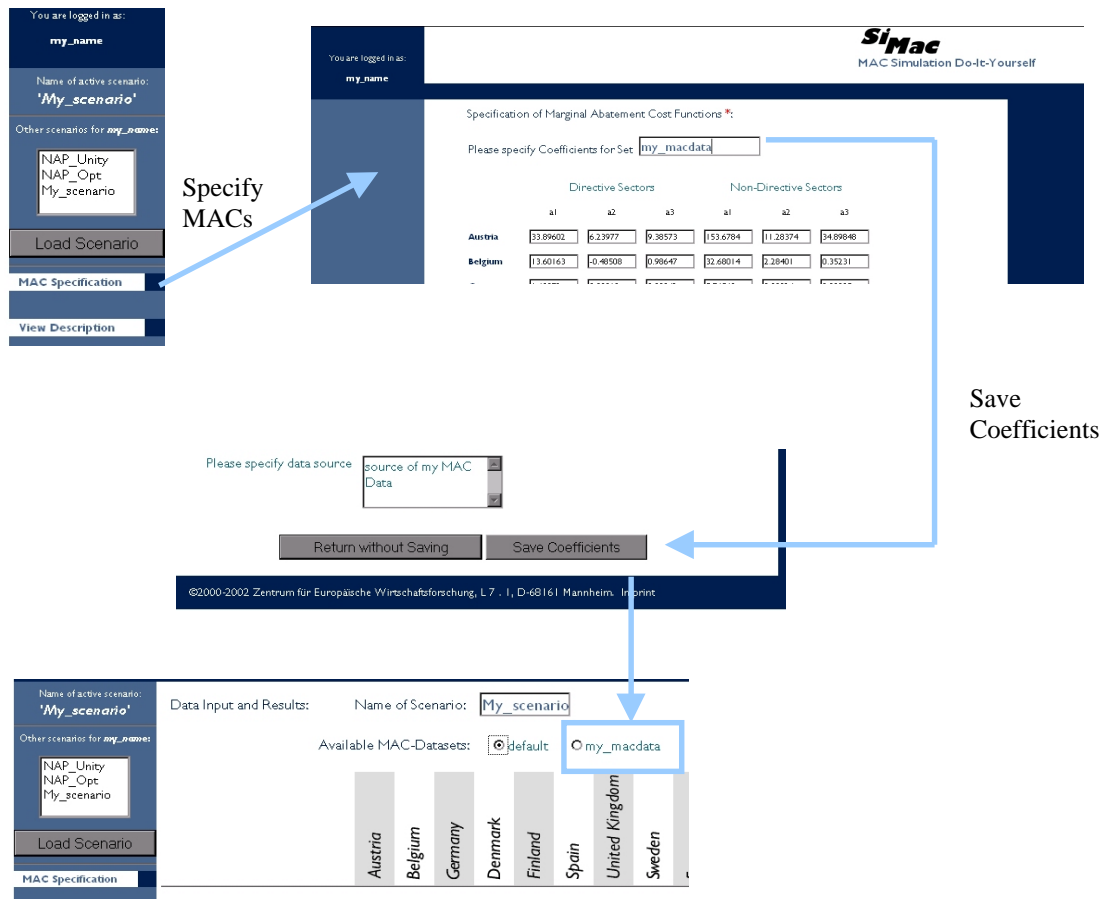 You are logged in as:
my_name
Name of active scenario:
'My_scenario'
Other scenarios for my_name:
NAP_Unity
NAP_Opt
My_scenario
Load Scenario
MAC Specification
View Description
Specify
MACs
You are logged in as:
my_name
SiMac
MAC Simulation Do-It-Yourself
Specification of Marginal Abatement Cost Functions *:
Please specify Coefficients for Set my_macdata
Directive Sectors Non-Directive Sectors
a1 a2 a3 a1 a2 a3
Austria 33.89602 6.23977 9.38573 153.6784 11.28374 34.89848
Belgium 13.60163 -0.48508 0.98647 32.68014 2.28401 0.35231
Save
Coefficients
Please specify data source
source of my MAC
Data
Return without Saving Save Coefficients
©2000-2002 Zentrum für Europäische Wirtschaftsforschung, L 7 . 1, D-68161 Mannheim. Imprint
Name of active scenario:
'My_scenario'
Other scenarios for my_name:
NAP_Unity
NAP_Opt
My_scenario
Load Scenario
MAC Specification
Data Input and Results: Name of Scenario: My_scenario
Available MAC-Datasets: default my_macdata
Austria
Belgium
Germany
Denmark
Finland
Spain
United Kingdom
Sweden